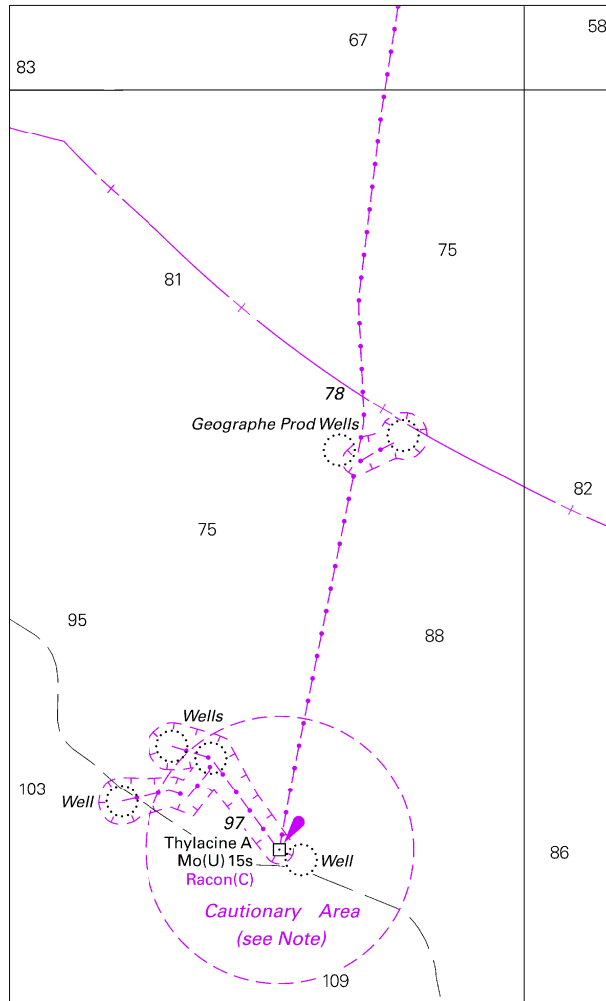 67
58
83
75
81
78
Geographe Prod Wells
82
75
95
88
Wells
103
Well
97
Thylacine A
Mo(U) 15s
Well
86
Racon(C)
Cautionary Area
(see Note)
109